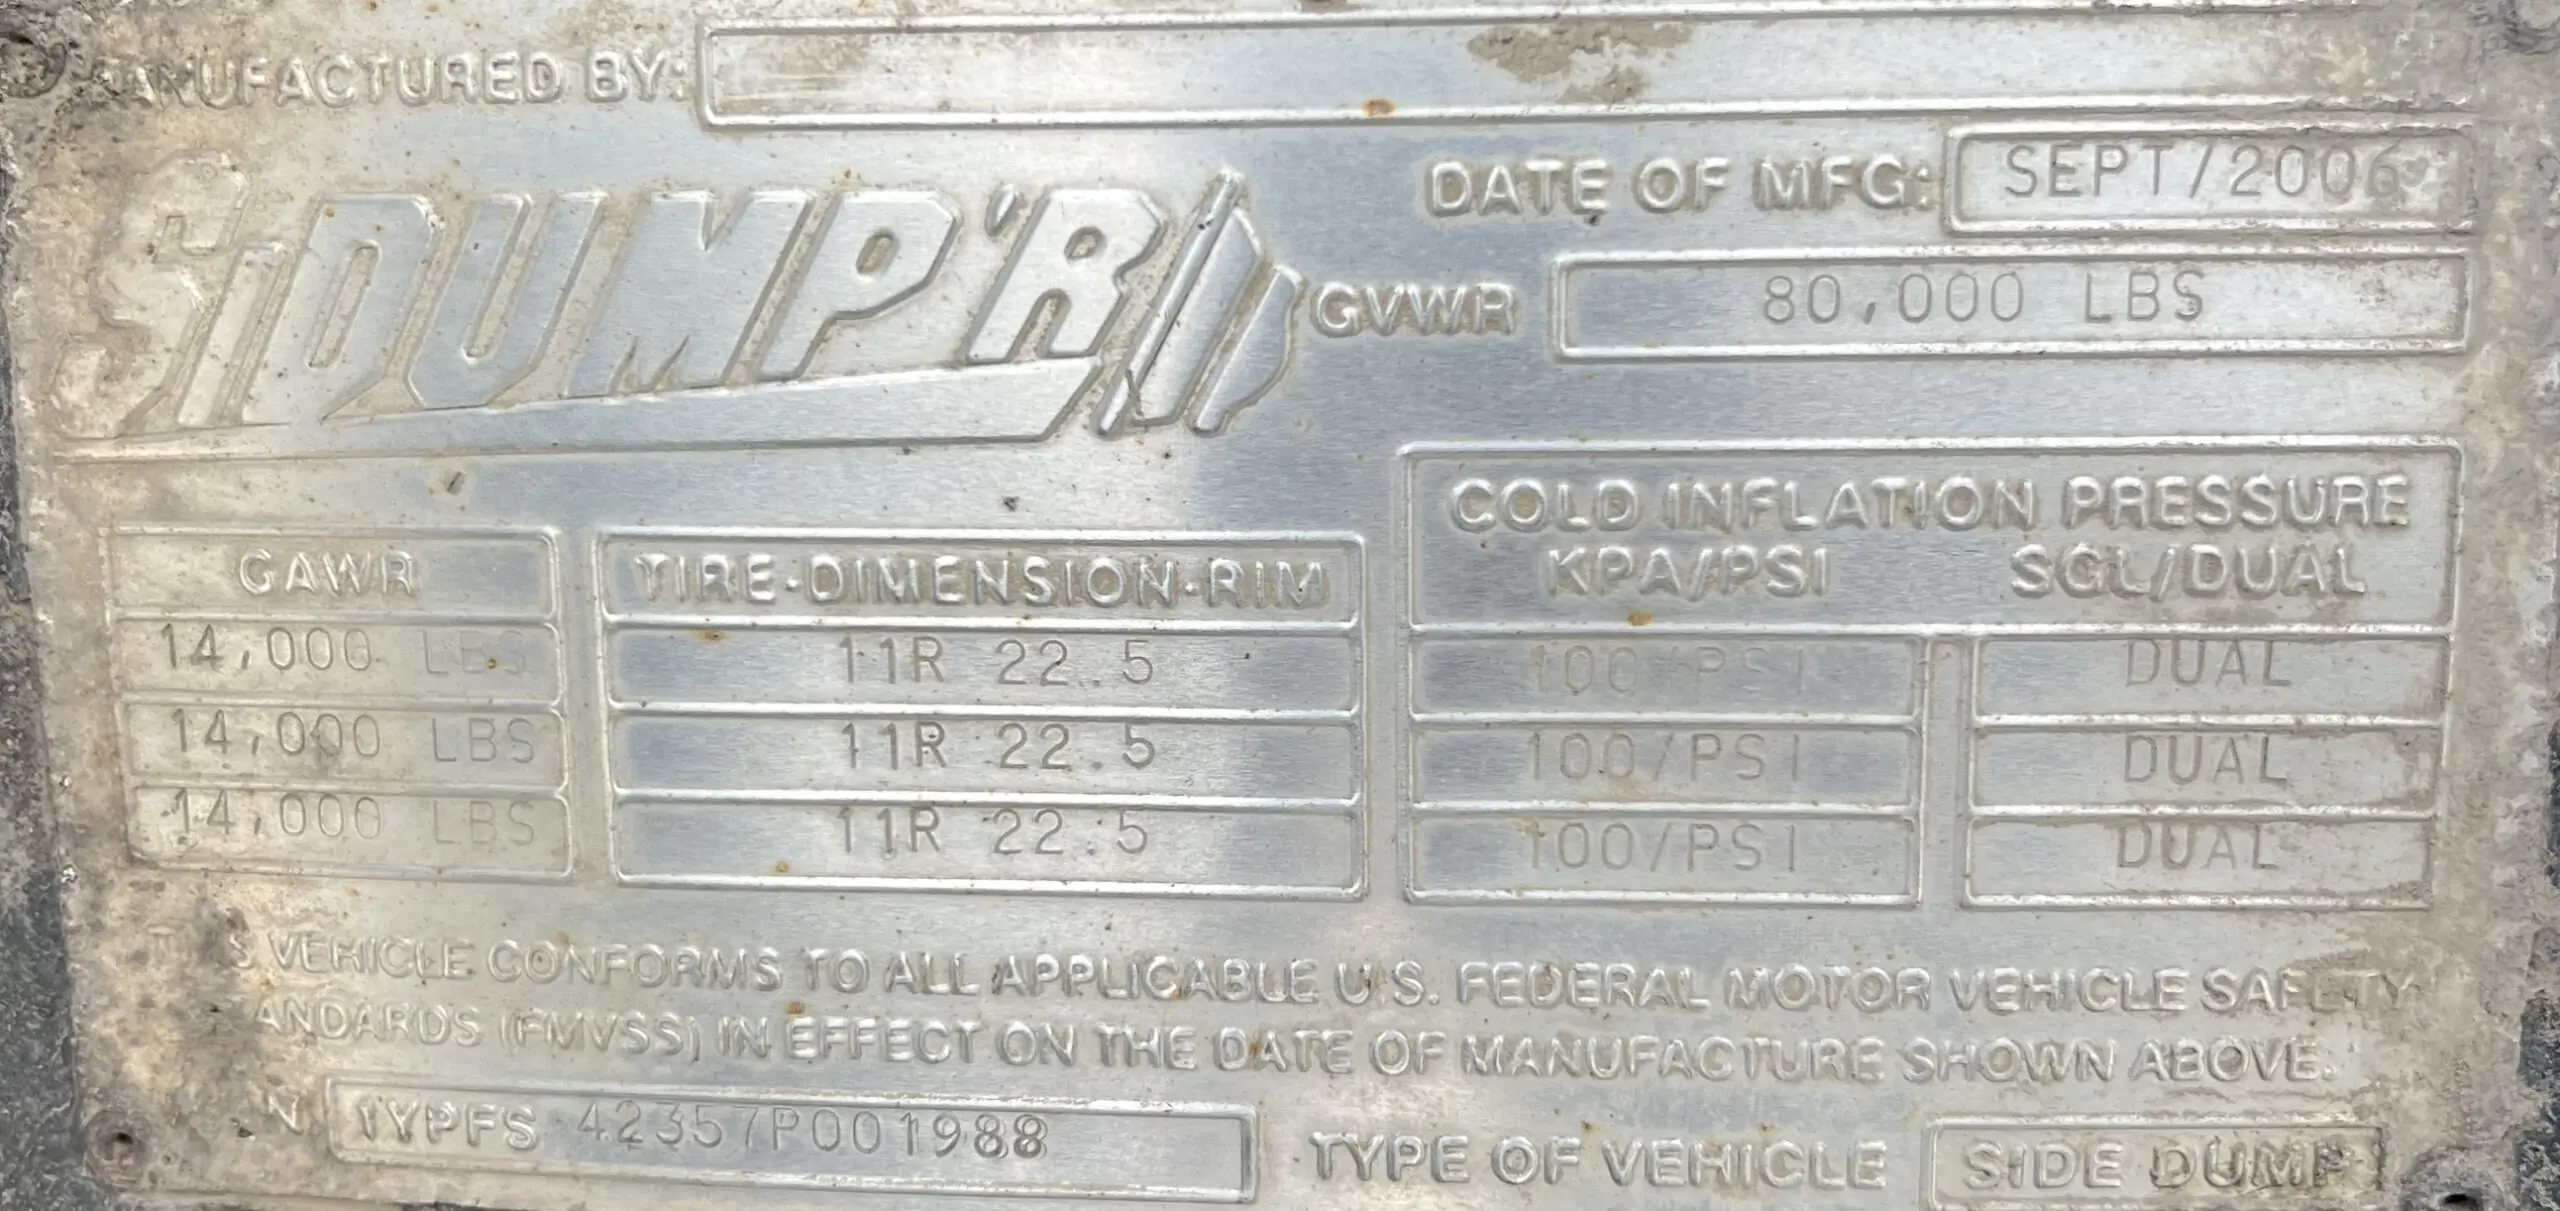 MANUFACTURED BY:
SIDUMP'R
DATE OF MFG: SEPT/2006
GVWR 80,000 LBS
COLD INFLATION PRESSURE
GAWR TIRE-DIMENSION-RIM KPA/PSI SGL/DUAL
14,000 LBS 11R 22.5 100/PSI DUAL
14,000 LBS 11R 22.5 100/PSI DUAL
14,000 LBS 11R 22.5 100/PSI DUAL
THIS VEHICLE CONFORMS TO ALL APPLICABLE U.S. FEDERAL MOTOR VEHICLE SAFETY
STANDARDS (FMVSS) IN EFFECT ON THE DATE OF MANUFACTURE SHOWN ABOVE.
1YPFS 42357P001988 TYPE OF VEHICLE SIDE DUMP